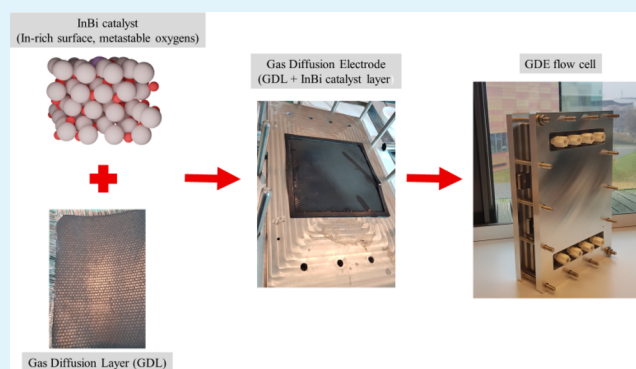 InBi catalyst
(In-rich surface, metastable oxygens)
Gas Diffusion Layer (GDL)
Gas Diffusion Electrode
(GDL + InBi catalyst layer)
GDE flow cell